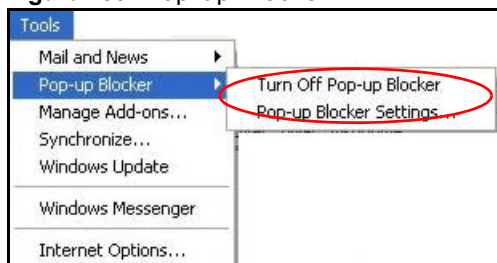 Tools
Mail and News
Pop-up Blocker
Turn Off Pop-up Blocker
Manage Add-ons...
Pop-up Blocker Settings...
Synchronize...
Windows Update
Windows Messenger
Internet Options...